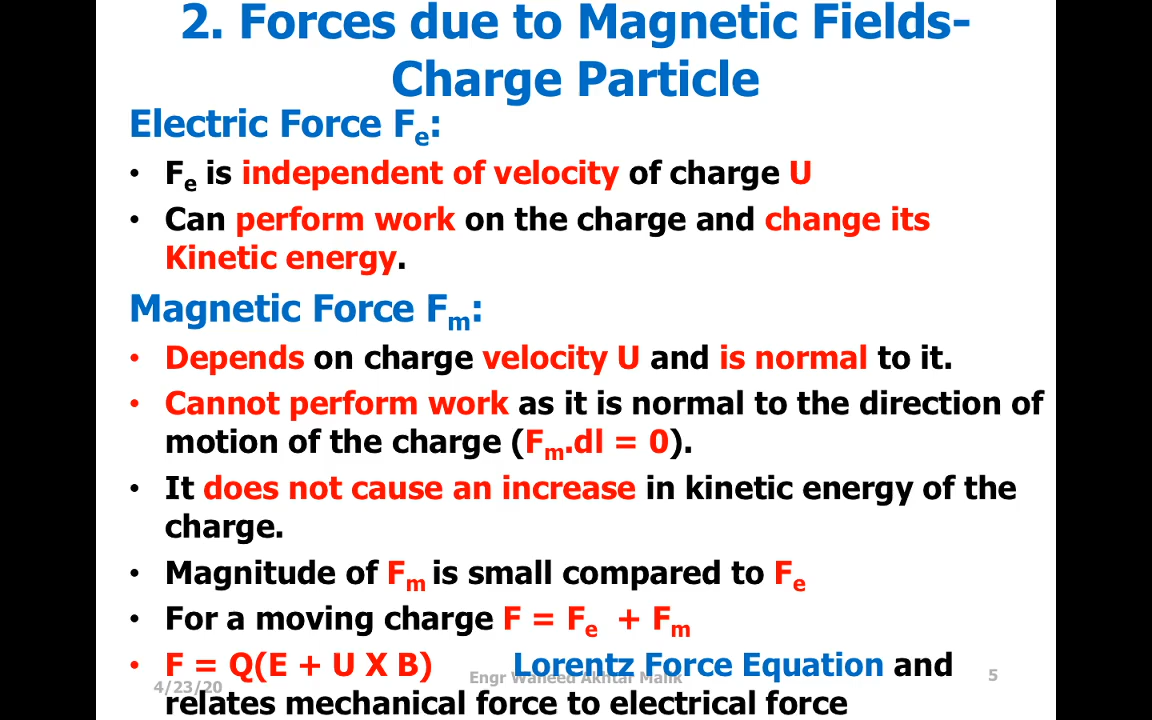 2. Forces due to Magnetic Fields-
Charge Particle
Electric Force Fe:
• Fe is independent of velocity of charge U
• Can perform work on the charge and change its
Kinetic energy.
Magnetic Force Fm:
• Depends on charge velocity U and is normal to it.
• Cannot perform work as it is normal to the direction of
motion of the charge (Fm.dl = 0).
• It does not cause an increase in kinetic energy of the
charge.
• Magnitude of Fm is small compared to Fe
• For a moving charge F = Fe + Fm
• F = Q(E + U X B) Lorentz Force Equation and
relates mechanical force to electrical force
4/23/20
Engr Waheed Akhtar Malik
5